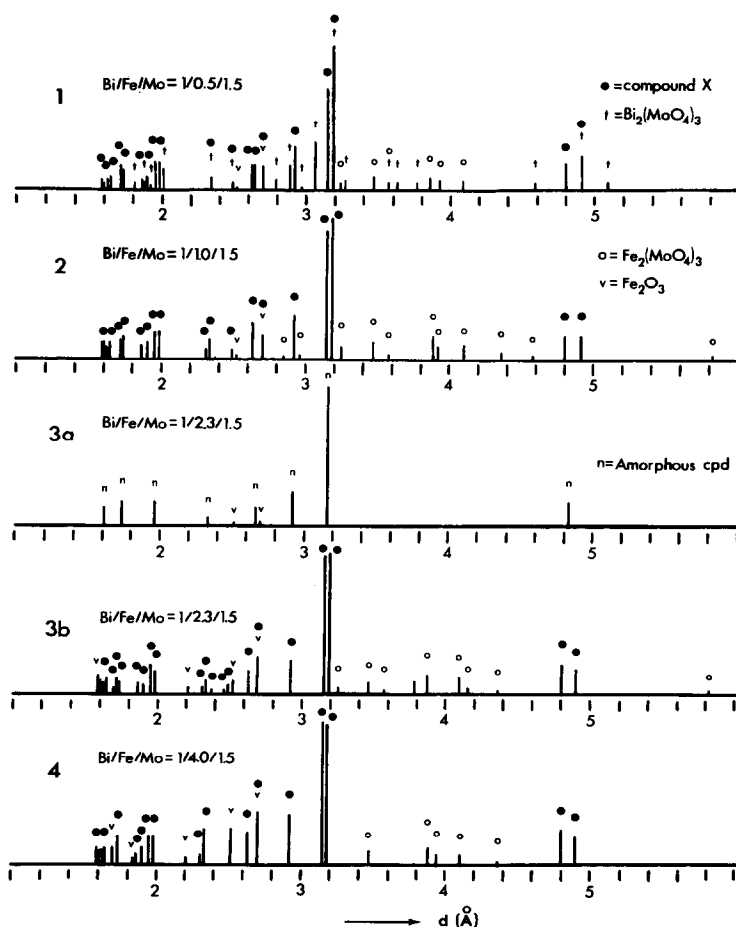 1 Bi/Fe/Mo = 1/0.5/1.5
● = compound X
† = Bi₂(MoO₄)₃
2 3 4 5
2 Bi/Fe/Mo = 1/1.0/1.5
o = Fe₂(MoO₄)₃
v = Fe₂O₃
2 3 4 5
3a Bi/Fe/Mo = 1/2.3/1.5
n = Amorphous cpd
2 3 4 5
3b Bi/Fe/Mo = 1/2.3/1.5
2 3 4 5
4 Bi/Fe/Mo = 1/4.0/1.5
2 3 4 5
d (Å)